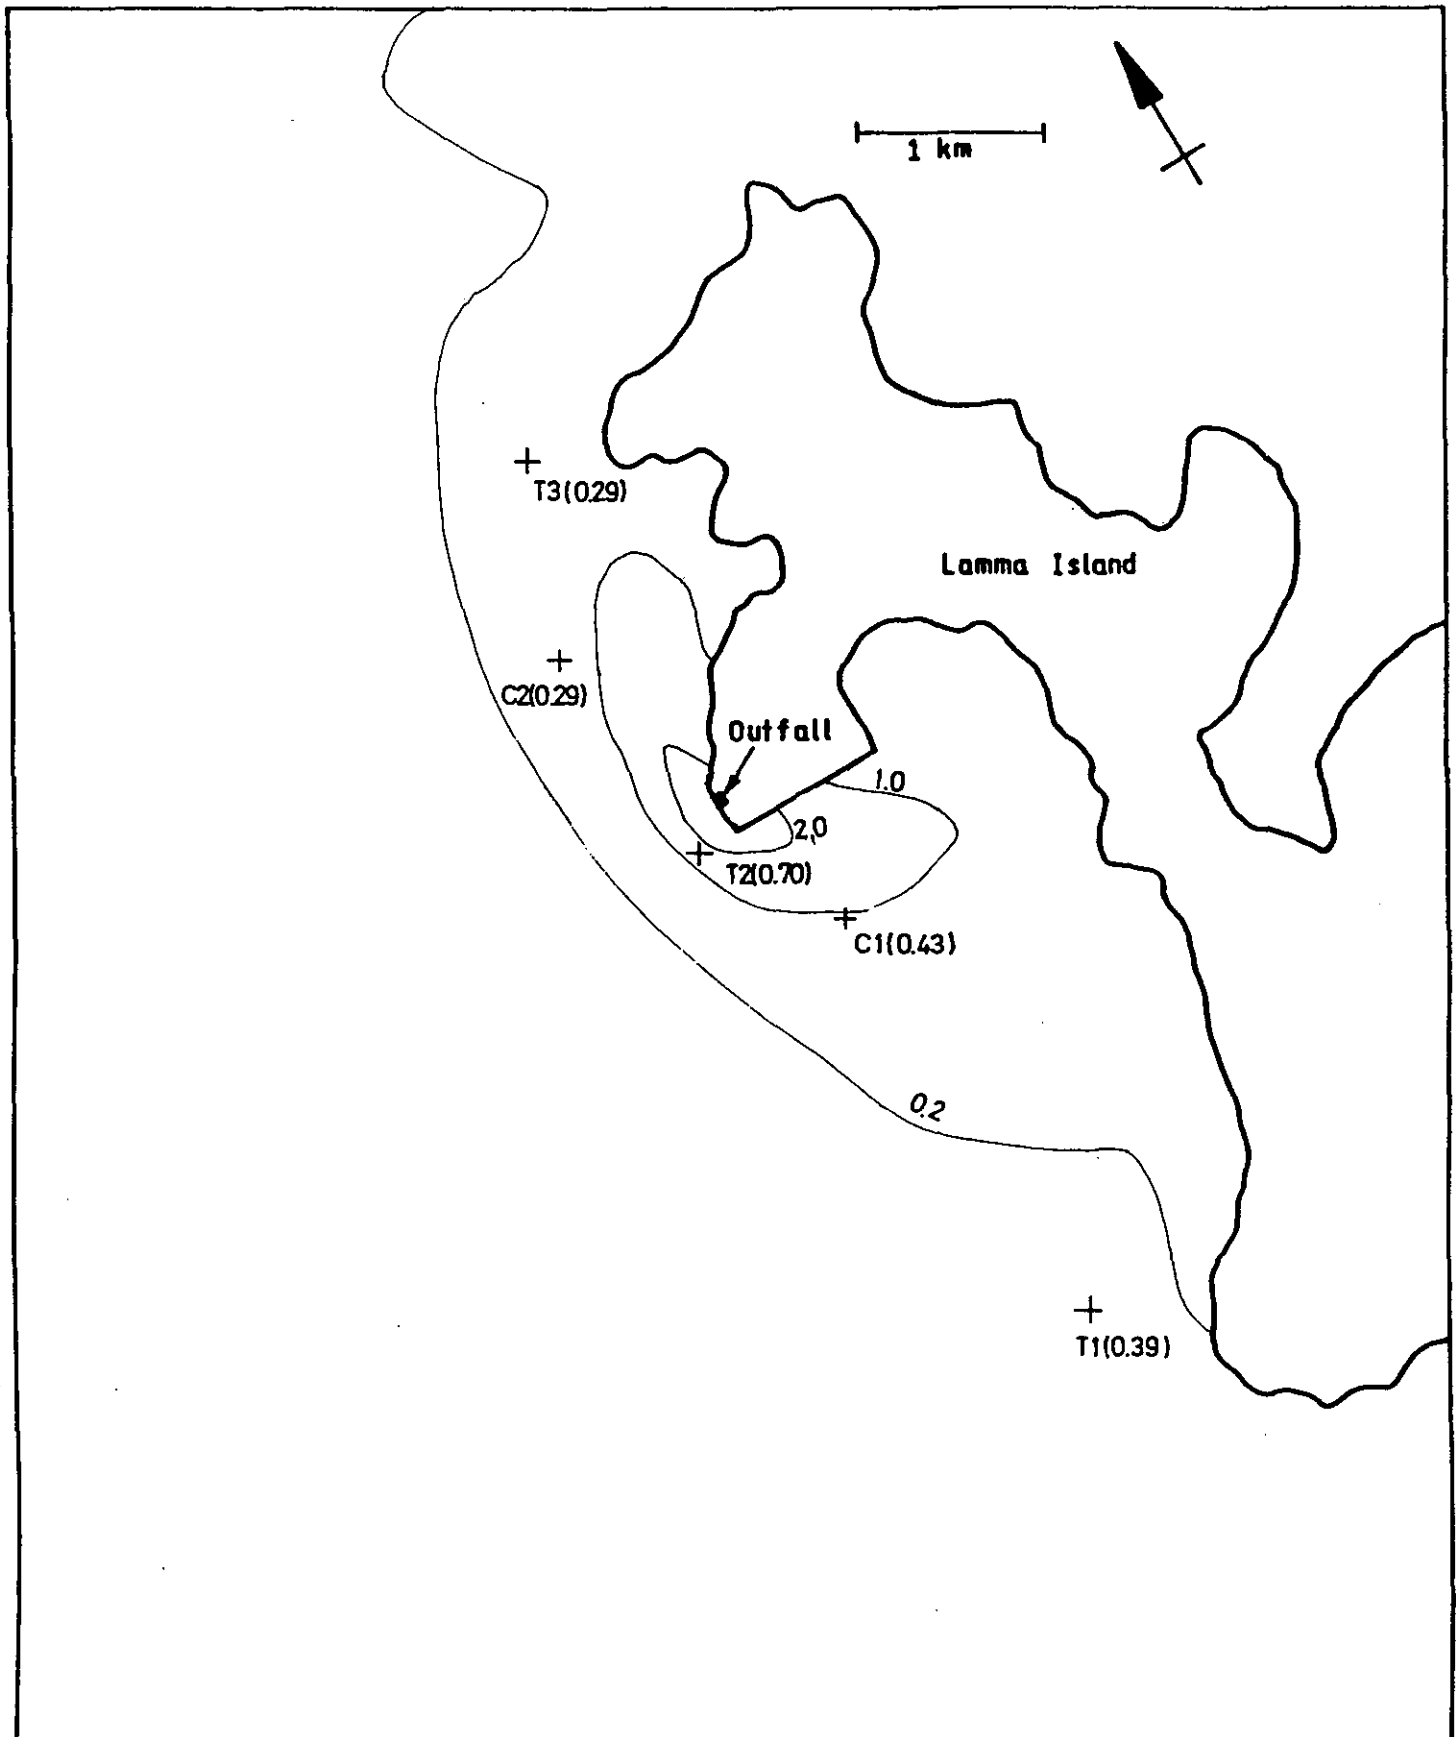 1 km
T3(0.29)
Lamma Island
C2(0.29)
Outfall
1.0
2,0
T2(0.70)
C1(0.43)
0.2
T1(0.39)